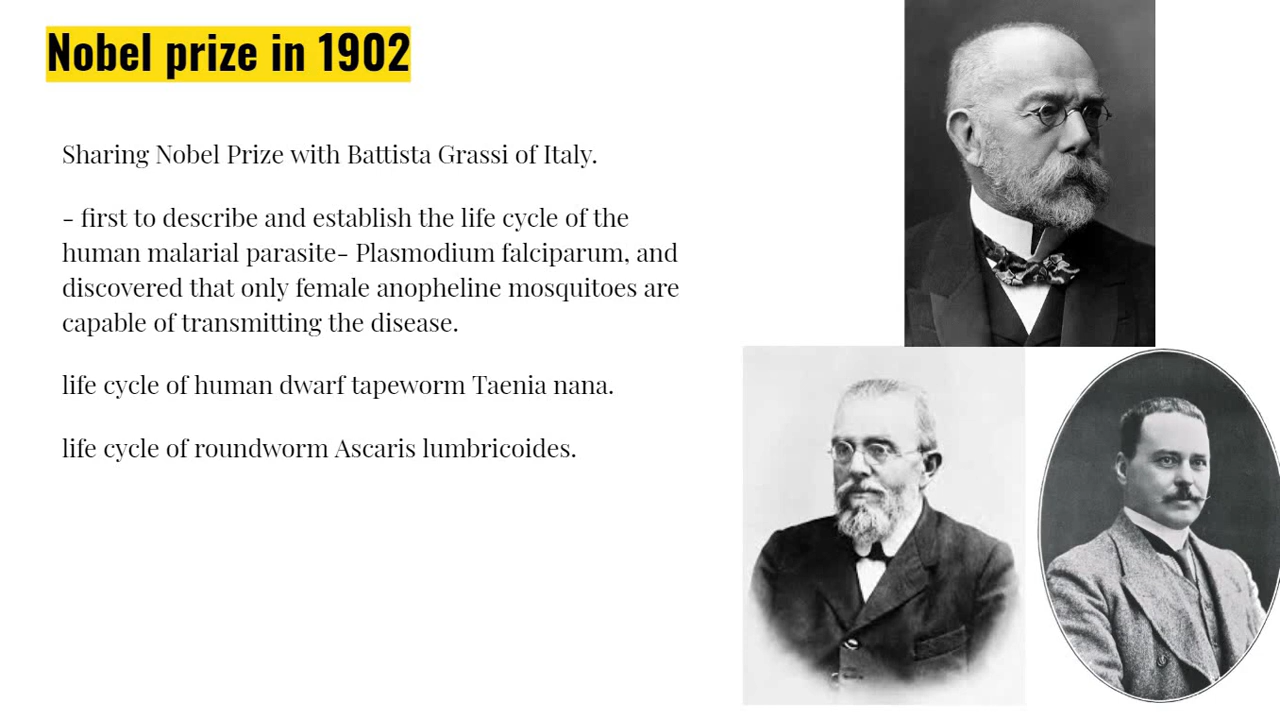 Nobel prize in 1902
Sharing Nobel Prize with Battista Grassi of Italy.
- first to describe and establish the life cycle of the
human malarial parasite- Plasmodium falciparum, and
discovered that only female anopheline mosquitoes are
capable of transmitting the disease.
life cycle of human dwarf tapeworm Taenia nana.
life cycle of roundworm Ascaris lumbricoides.